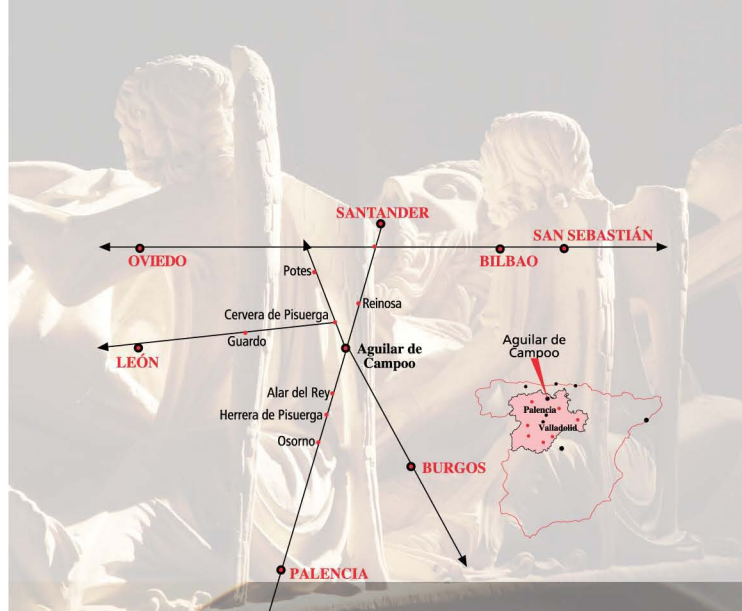 SANTANDER
SAN SEBASTIÁN
OVIEDO
BILBAO
Potes
Reinosa
Cervera de Pisuerga
Guardo
LEÓN
Aguilar de
Campoo
Aguilar de
Campoo
Alar del Rey
Herrera de Pisuerga
Osorno
Palencia
Valladolid
BURGOS
PALENCIA